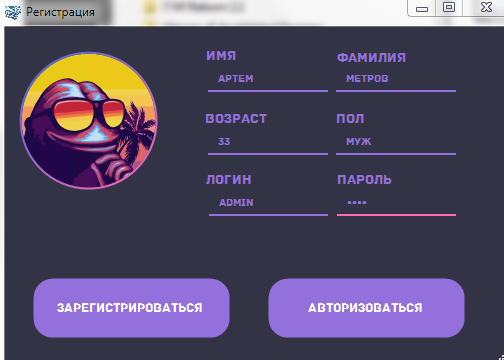 Регистрация
ИМЯ
ФАМИЛИЯ
АРТЕМ
МЕТРОВ
ВОЗРАСТ
ПОЛ
33
МУЖ
ЛОГИН
ПАРОЛЬ
ADMIN
••••
ЗАРЕГИСТРИРОВАТЬСЯ
АВТОРИЗОВАТЬСЯ